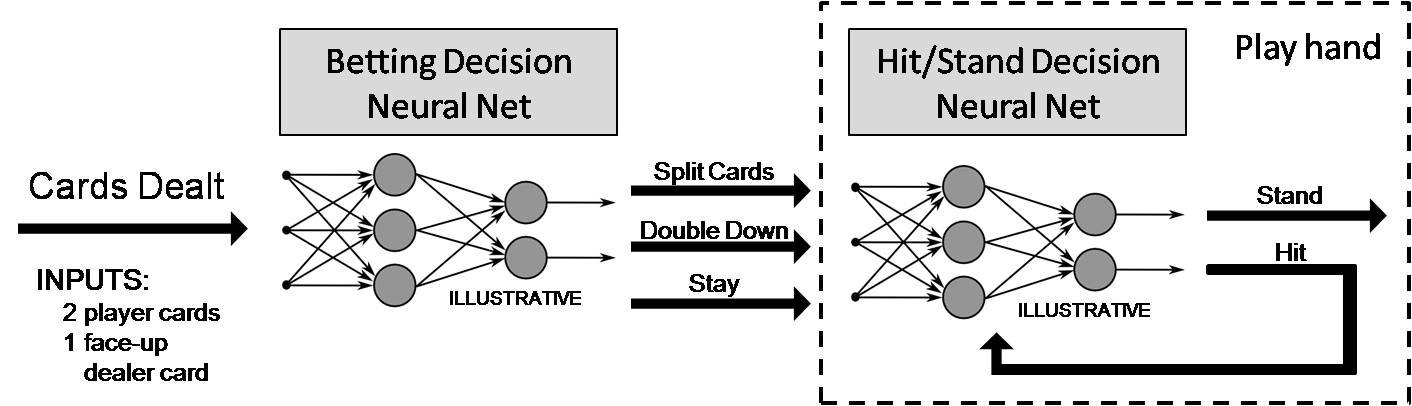 Cards Dealt
INPUTS:
2 player cards
1 face-up
dealer card
Betting Decision
Neural Net
ILLUSTRATIVE
Split Cards
Double Down
Stay
Play hand
Hit/Stand Decision
Neural Net
ILLUSTRATIVE
Stand
Hit